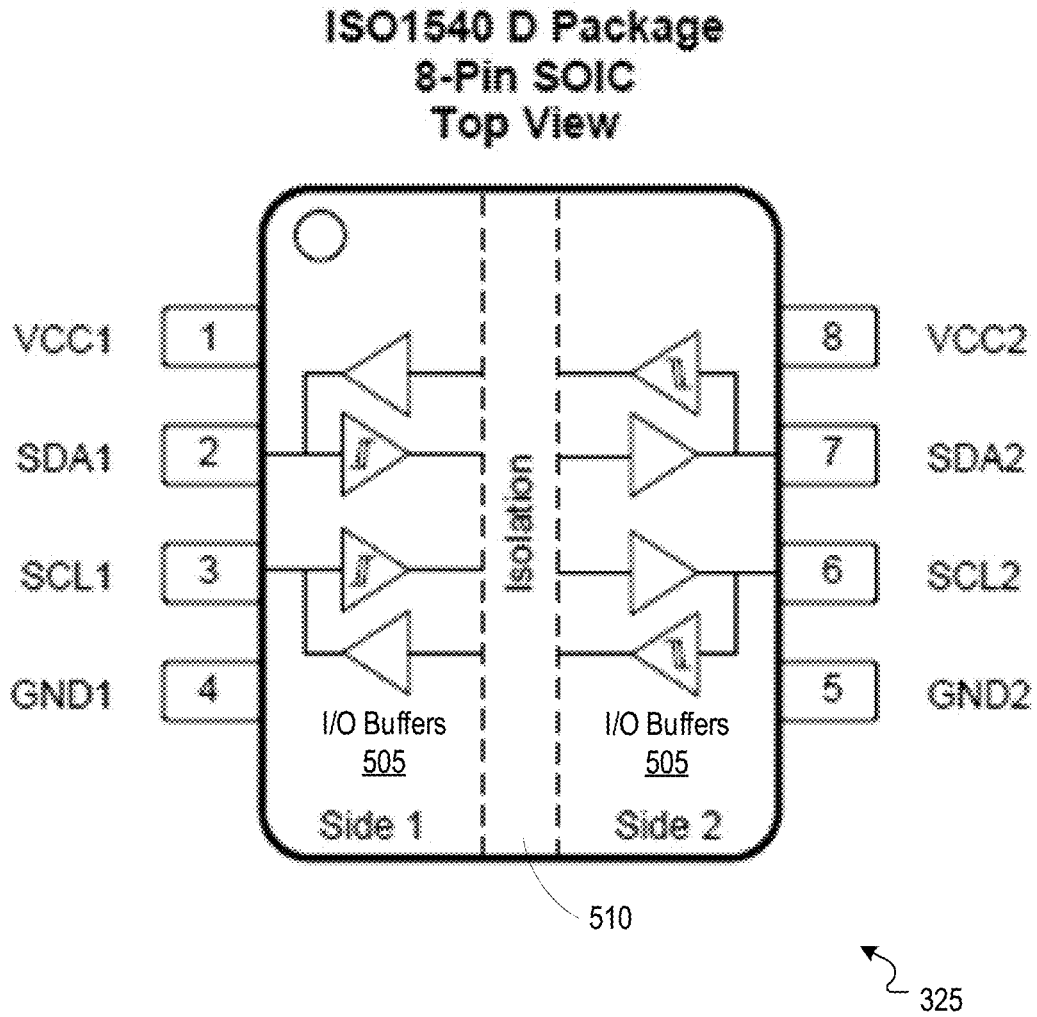 ISO1540 D Package
8-Pin SOIC
Top View
VCC1 1 8 VCC2
SDA1 2 7 SDA2
SCL1 3 6 SCL2
GND1 4 5 GND2
Isolation
I/O Buffers I/O Buffers
505 505
Side 1 Side 2
510
325